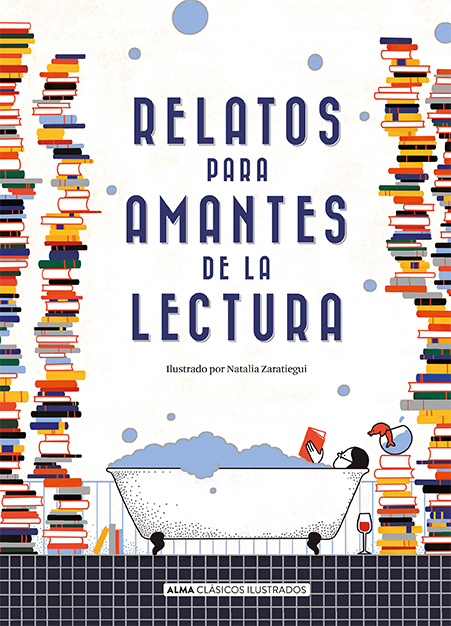 RELATOS
PARA
AMANTES
DE LA
LECTURA
Ilustrado por Natalia Zaratiegui
ALMA CLÁSICOS ILUSTRADOS